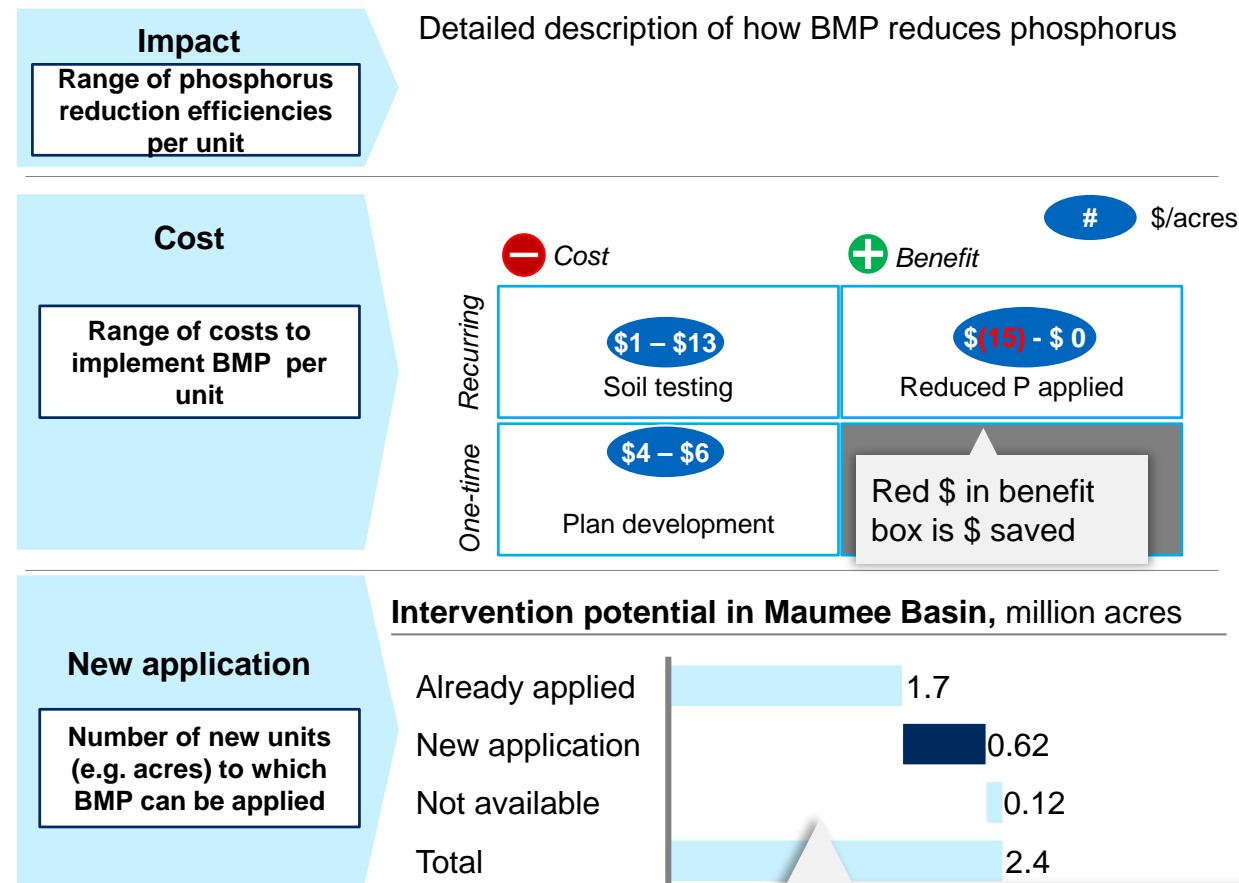 Impact
Range of phosphorus
reduction efficiencies
per unit
Detailed description of how BMP reduces phosphorus
Cost
Range of costs to
implement BMP per
unit
# $/acres
Cost
Benefit
Recurring
$1 – $13
Soil testing
$(15) - $ 0
Reduced P applied
One-time
$4 – $6
Plan development
Red $ in benefit
box is $ saved
New application
Number of new units
(e.g. acres) to which
BMP can be applied
Intervention potential in Maumee Basin, million acres
Already applied 1.7
New application 0.62
Not available 0.12
Total 2.4